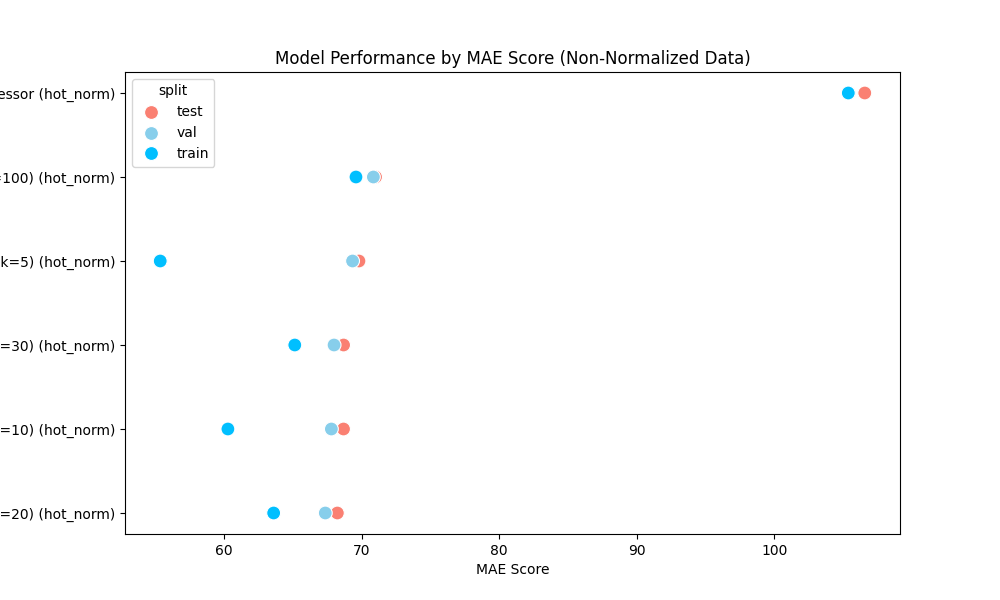 Model Performance by MAE Score (Non-Normalized Data)
split
test
val
train
essor (hot_norm)
=100) (hot_norm)
k=5) (hot_norm)
=30) (hot_norm)
=10) (hot_norm)
=20) (hot_norm)
60 70 80 90 100
MAE Score